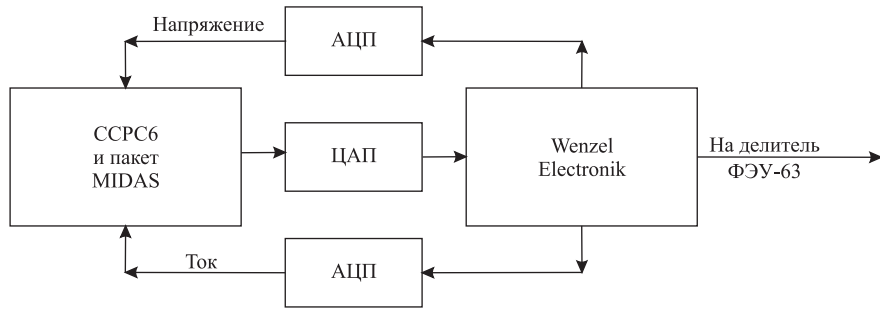 Напряжение
АЦП
CCPC6
и пакет
MIDAS
ЦАП
Wenzel
Electronik
На делитель
ФЭУ-63
Ток
АЦП